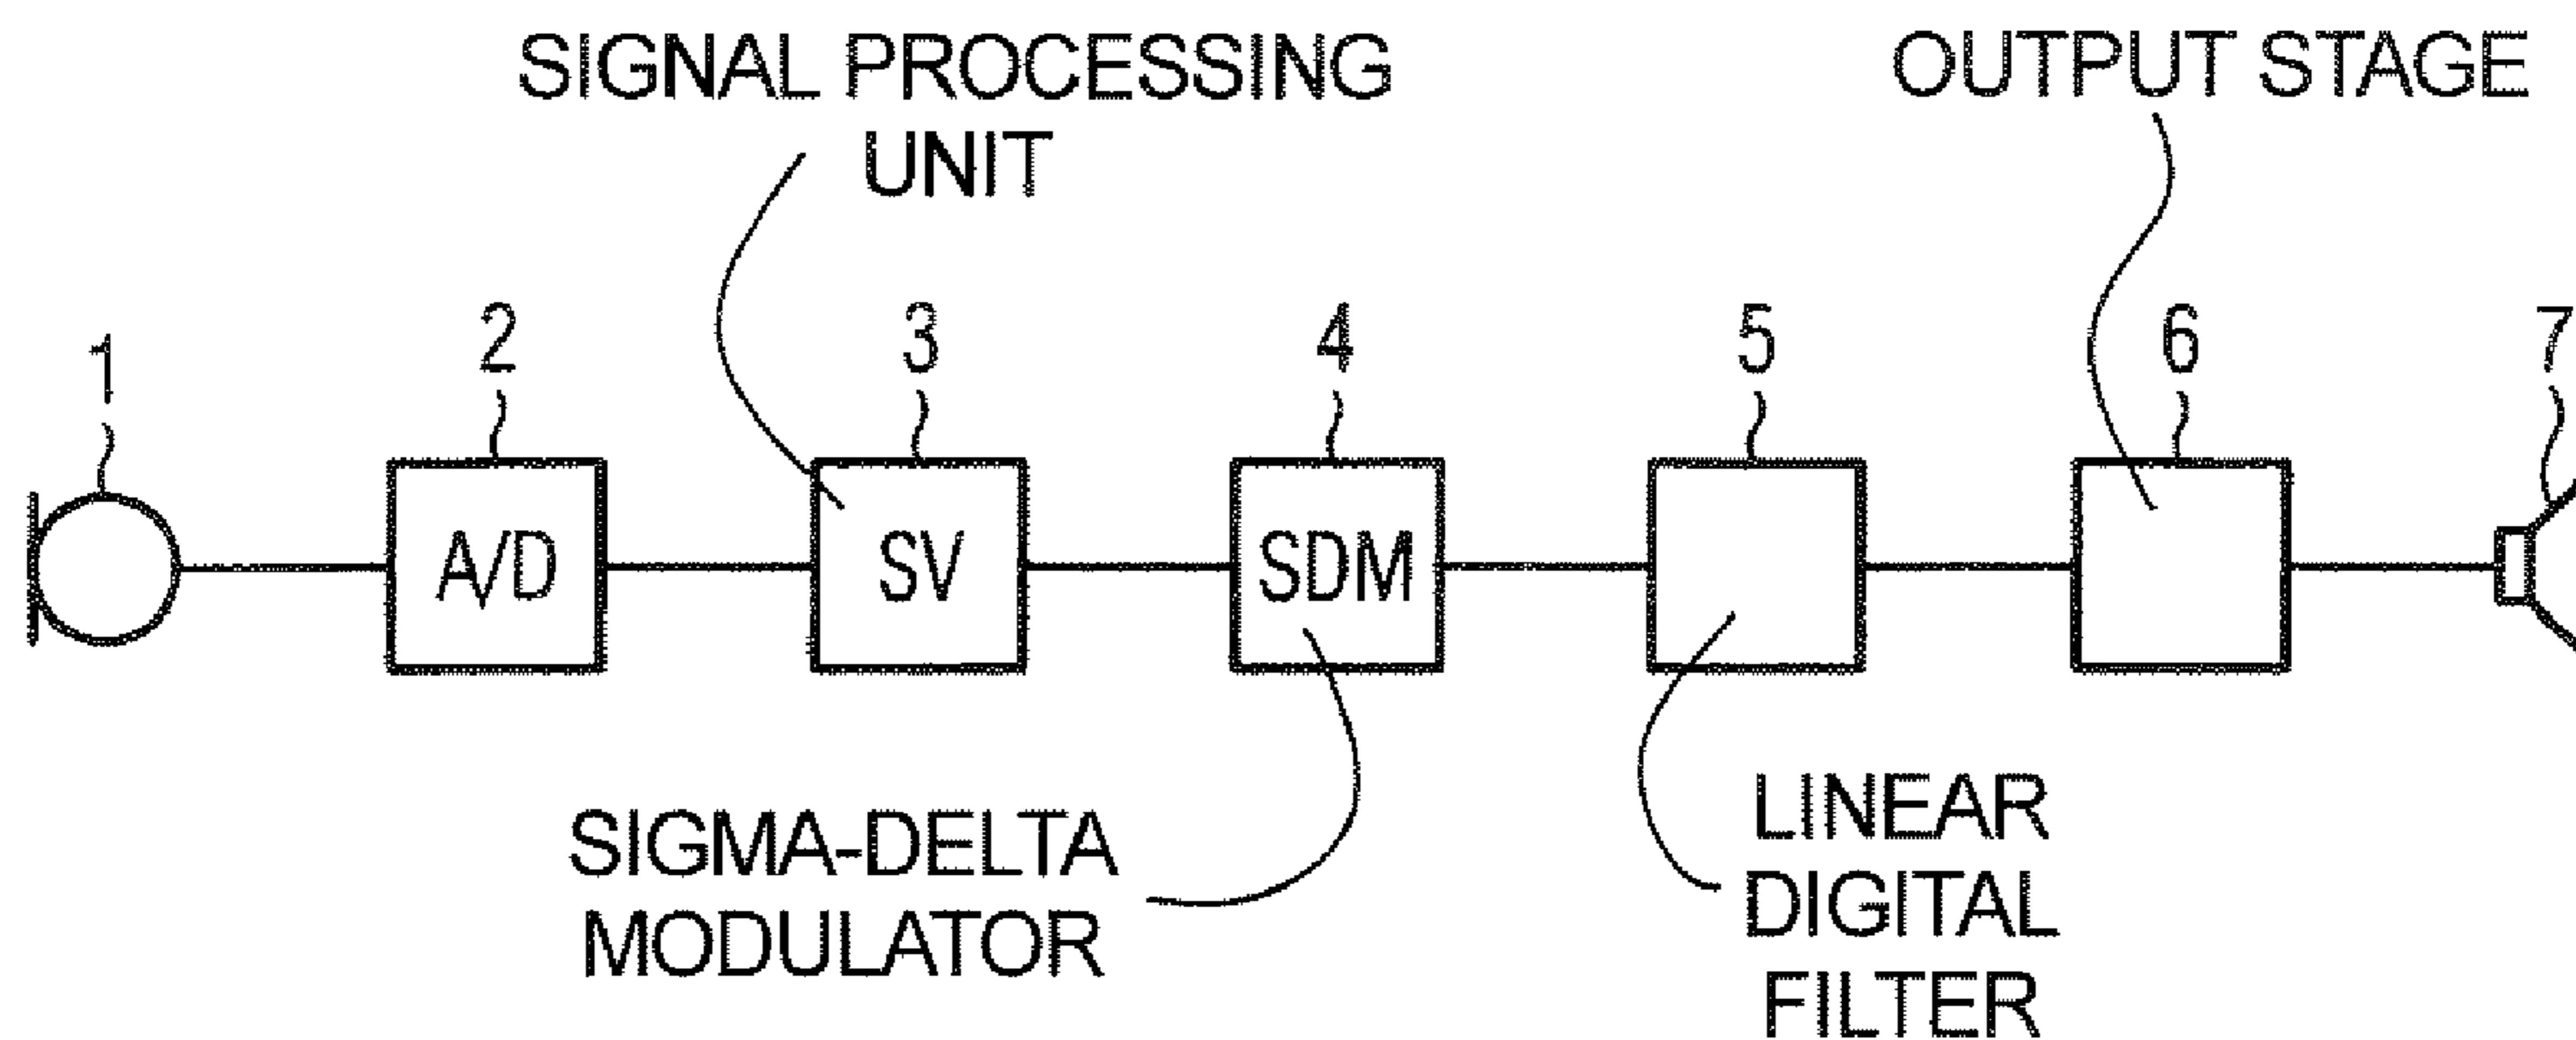 SIGNAL PROCESSING
UNIT
OUTPUT STAGE
1
2
3
4
5
6
7
A/D
SV
SDM
SIGMA-DELTA
MODULATOR
LINEAR
DIGITAL
FILTER